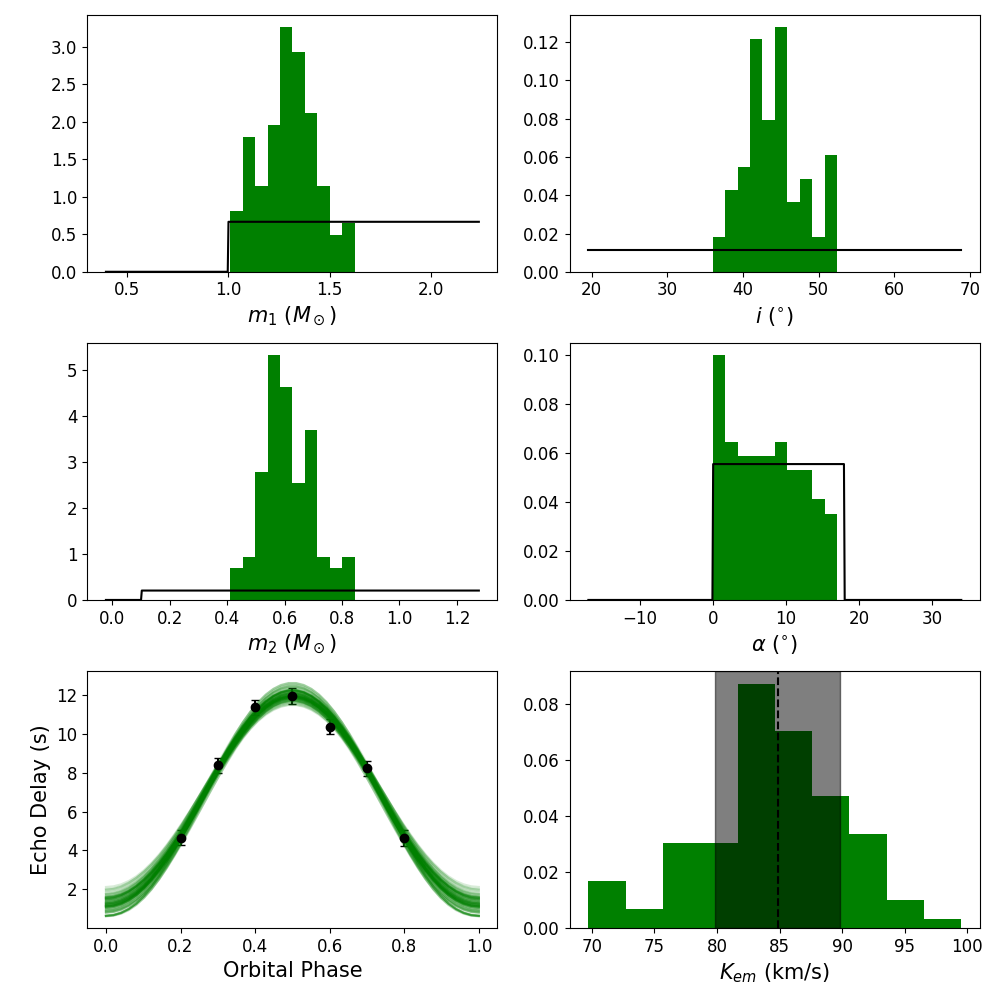 3.0
2.5
2.0
1.5
1.0
0.5
0.0
0.5 1.0 1.5 2.0
m₁ (M⊙)
0.12
0.10
0.08
0.06
0.04
0.02
0.00
20 30 40 50 60 70
i (°)
5
4
3
2
1
0
0.0 0.2 0.4 0.6 0.8 1.0 1.2
m₂ (M⊙)
0.10
0.08
0.06
0.04
0.02
0.00
−10 0 10 20 30
α (°)
12
10
8
6
4
2
Echo Delay (s)
0.0 0.2 0.4 0.6 0.8 1.0
Orbital Phase
0.08
0.06
0.04
0.02
0.00
70 75 80 85 90 95 100
K_em (km/s)